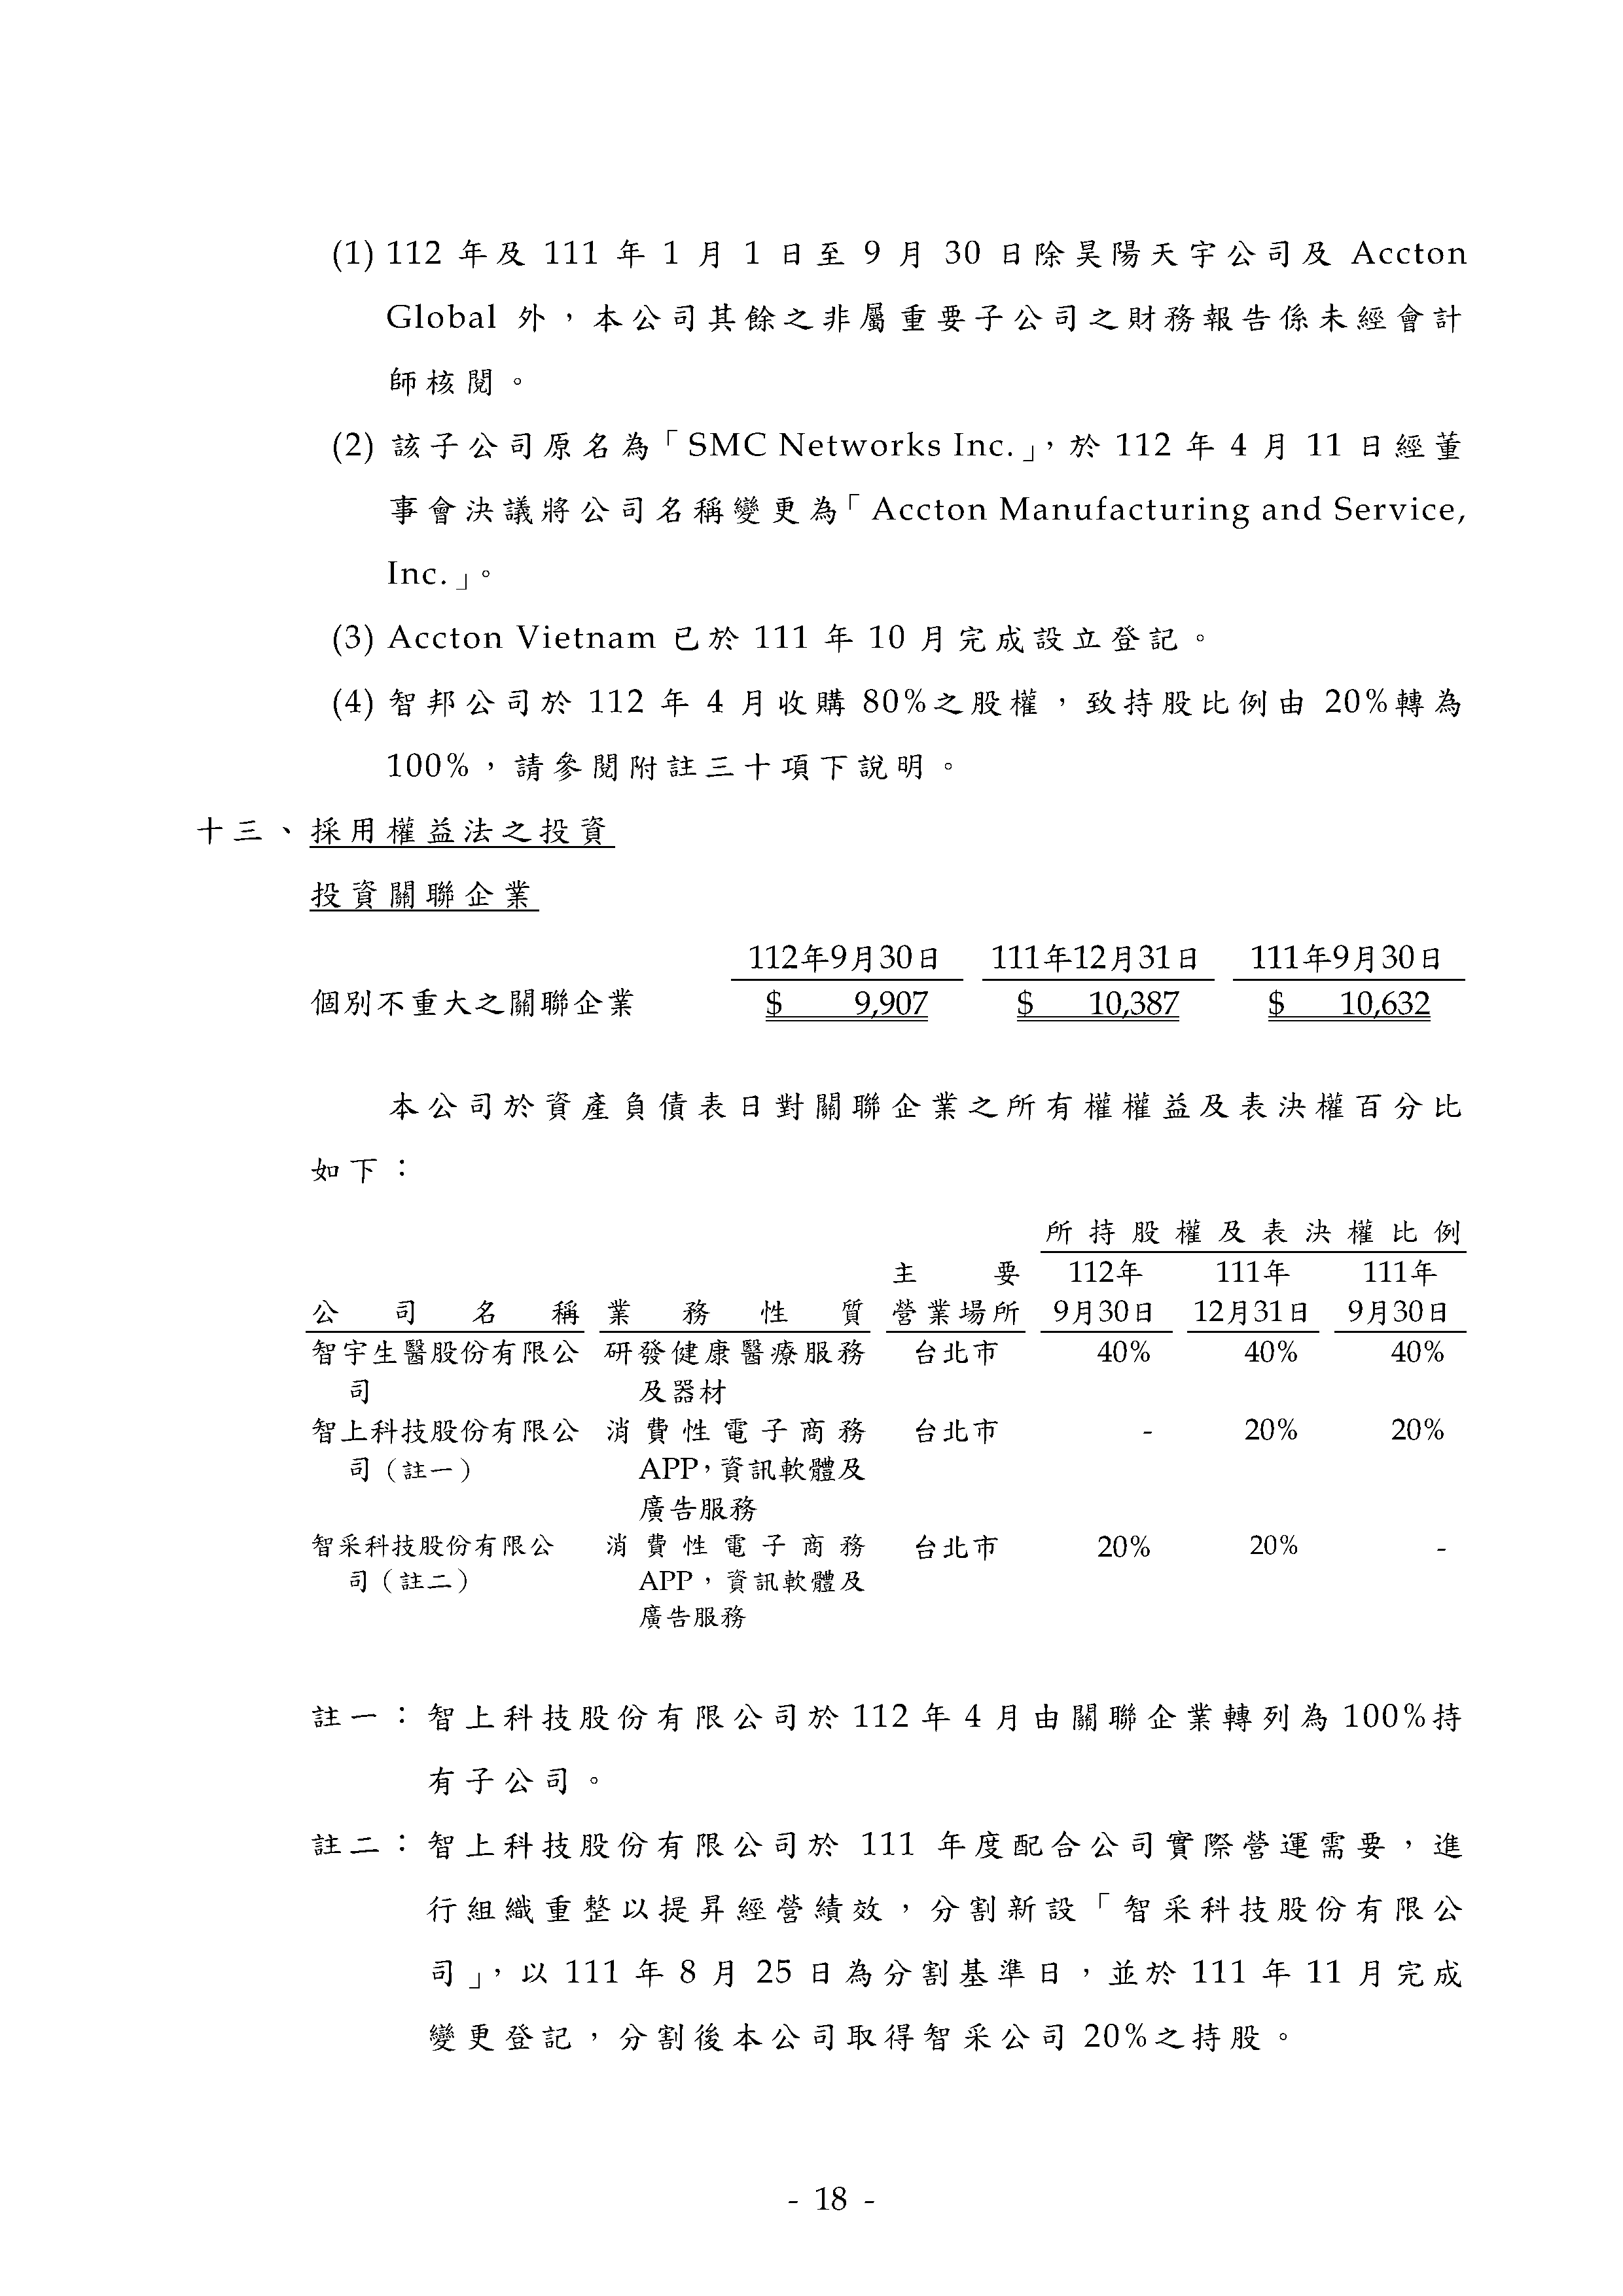 (1) 112 年及 111 年 1 月 1 日至 9 月 30 日除昊陽天宇公司及 Accton
Global 外，本公司其餘之非屬重要子公司之財務報告係未經會計
師核閱。
(2) 該子公司原名為「SMC Networks Inc.」，於 112 年 4 月 11 日經董
事會決議將公司名稱變更為「Accton Manufacturing and Service,
Inc.」。
(3) Accton Vietnam 已於 111 年 10 月完成設立登記。
(4) 智邦公司於 112 年 4 月收購 80%之股權，致持股比例由 20%轉為
100%，請參閱附註三十項下說明。
十三、採用權益法之投資
投資關聯企業
112年9月30日 111年12月31日 111年9月30日
個別不重大之關聯企業 $ 9,907 $ 10,387 $ 10,632
本公司於資產負債表日對關聯企業之所有權權益及表決權百分比
如下：
所持股權及表決權比例
主要 112年 111年 111年
公司名稱 業務性質 營業場所 9月30日 12月31日 9月30日
智宇生醫股份有限公 研發健康醫療服務 台北市 40% 40% 40%
司 及器材
智上科技股份有限公 消費性電子商務 台北市 - 20% 20%
司（註一） APP，資訊軟體及
廣告服務
智采科技股份有限公 消費性電子商務 台北市 20% 20% -
司（註二） APP，資訊軟體及
廣告服務
註一：智上科技股份有限公司於 112 年 4 月由關聯企業轉列為 100%持
有子公司。
註二：智上科技股份有限公司於 111 年度配合公司實際營運需要，進
行組織重整以提昇經營績效，分割新設「智采科技股份有限公
司」，以 111 年 8 月 25 日為分割基準日，並於 111 年 11 月完成
變更登記，分割後本公司取得智采公司 20%之持股。
- 18 -